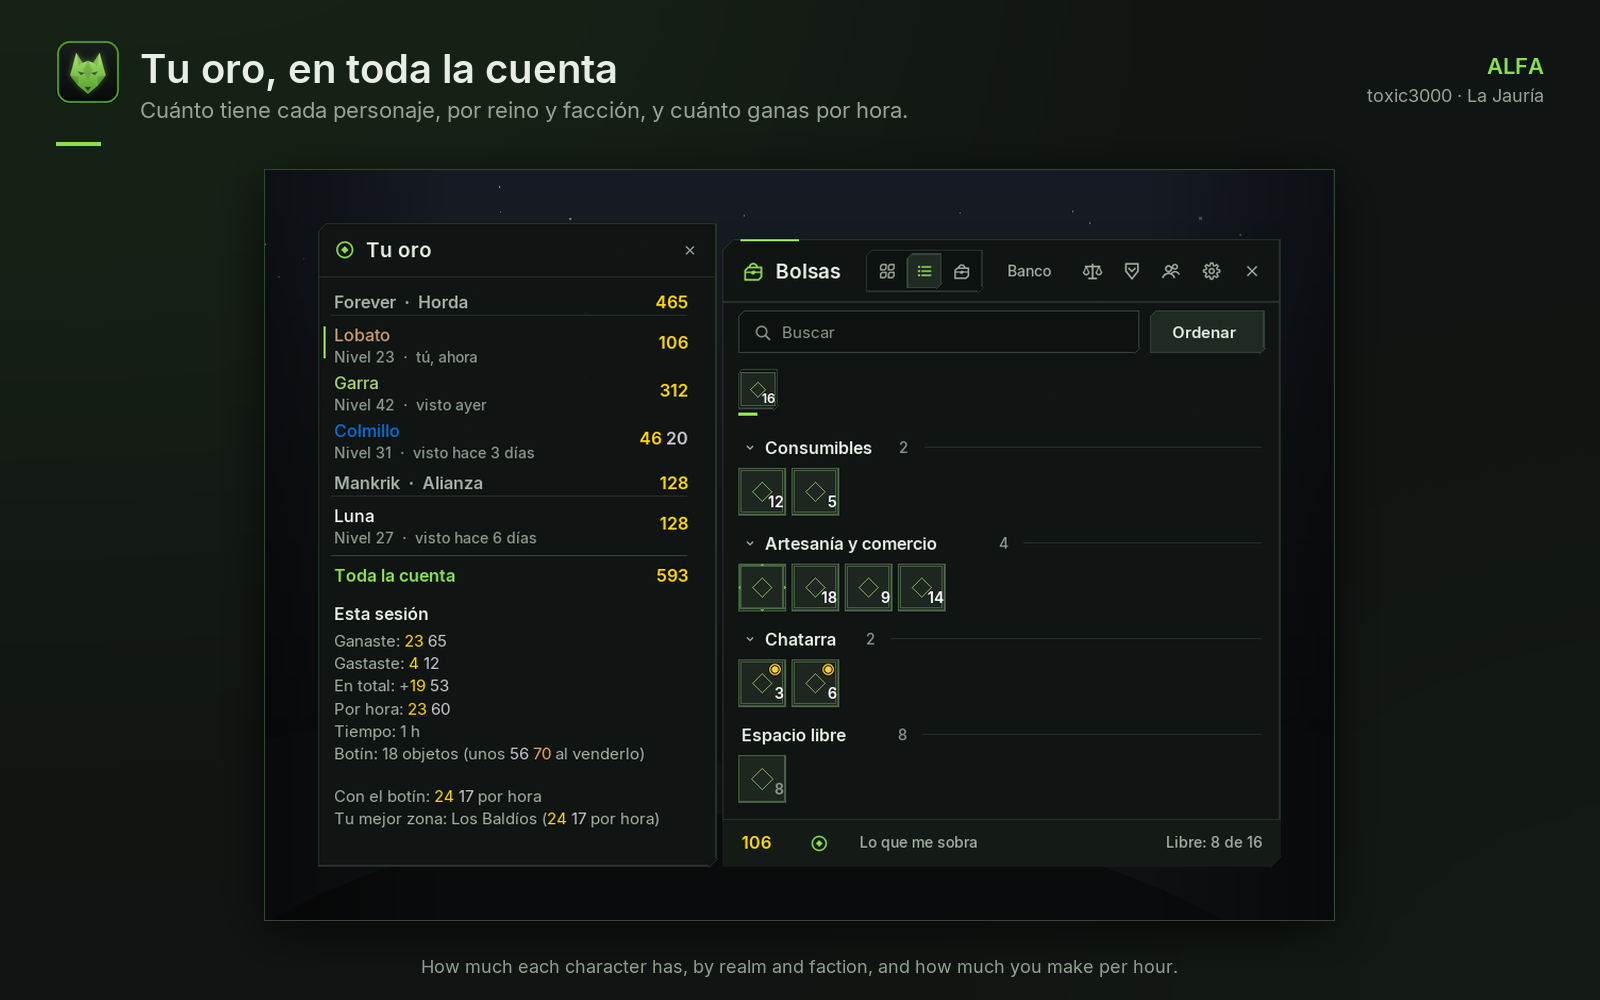 Tu oro, en toda la cuenta
Cuánto tiene cada personaje, por reino y facción, y cuánto ganas por hora.
ALFA
toxic3000 · La Jauría
Tu oro
Forever · Horda 465
Lobato 106
Nivel 23 · tú, ahora
Garra 312
Nivel 42 · visto ayer
Colmillo 46 20
Nivel 31 · visto hace 3 días
Mankrik · Alianza 128
Luna 128
Nivel 27 · visto hace 6 días
Toda la cuenta 593
Esta sesión
Ganaste: 23 65
Gastaste: 4 12
En total: +19 53
Por hora: 23 60
Tiempo: 1 h
Botín: 18 objetos (unos 56 70 al venderlo)
Con el botín: 24 17 por hora
Tu mejor zona: Los Baldíos (24 17 por hora)
Bolsas Banco
Buscar Ordenar
16
Consumibles 2
12 5
Artesanía y comercio 4
18 9 14
Chatarra 2
3 6
Espacio libre 8
8
106 Lo que me sobra Libre: 8 de 16
How much each character has, by realm and faction, and how much you make per hour.